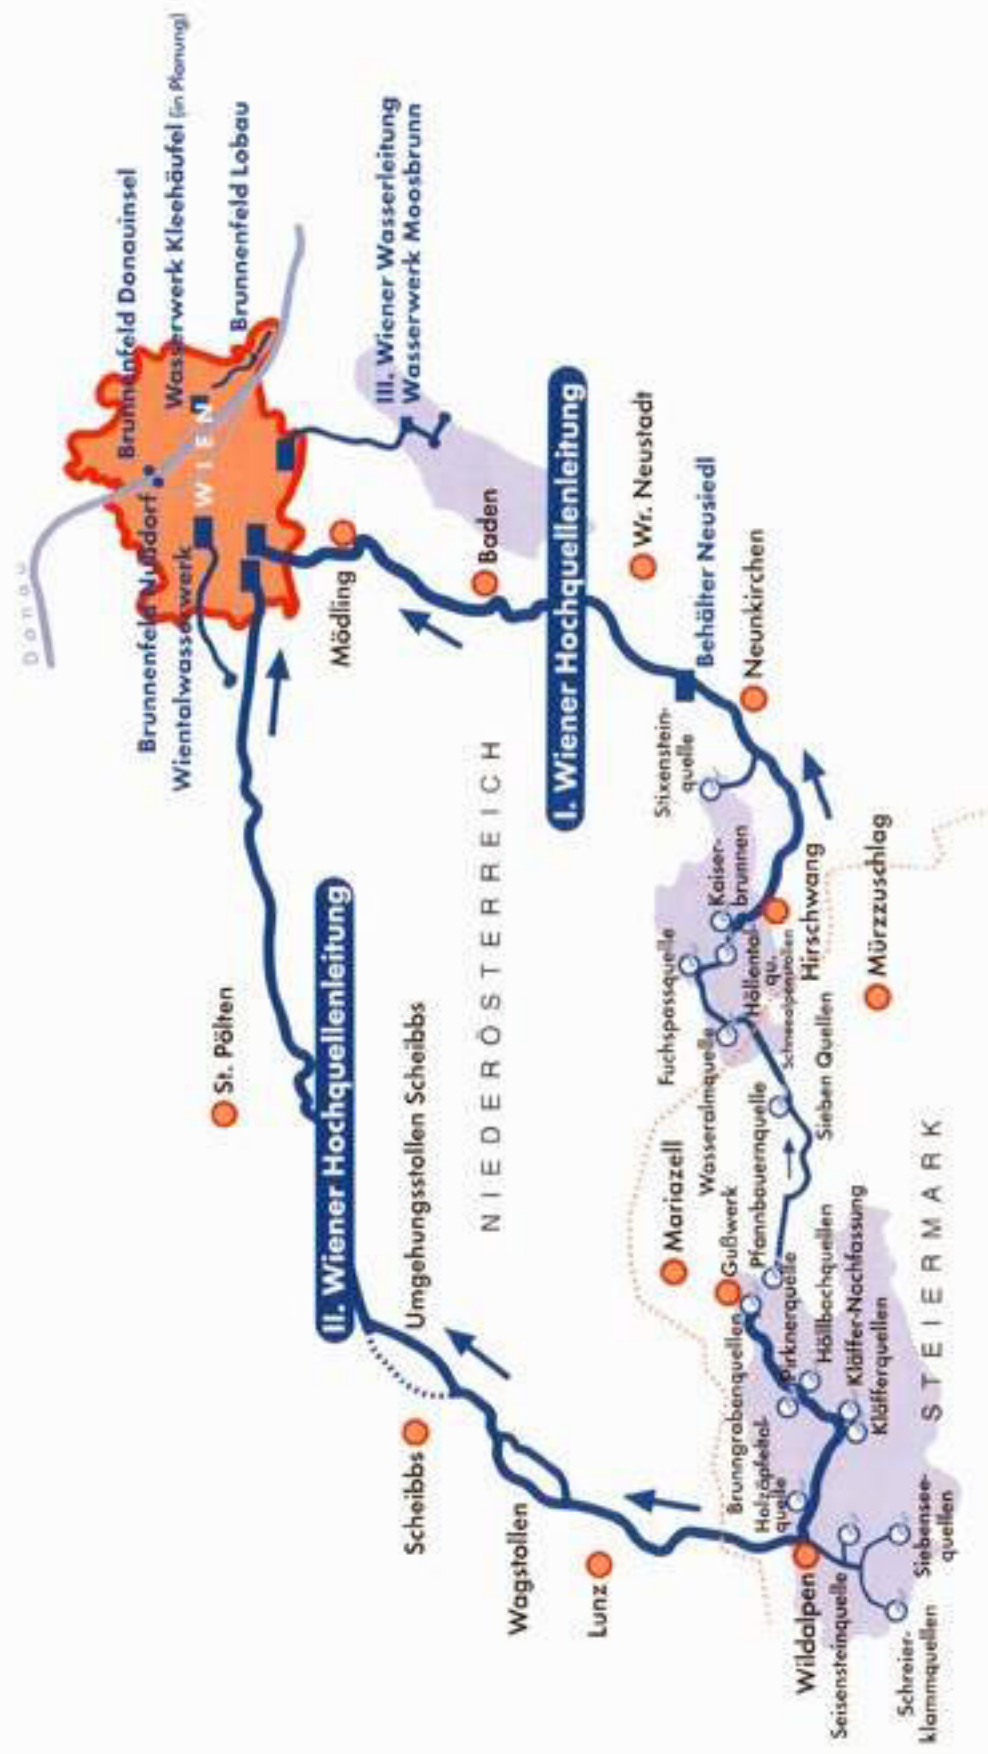 Donau
Brunnenfeld Donauinsel
Wasserwerk Kleehäufel (in Planung)
Brunnenfeld Lobau
WIEN
Brunnenfeld Nußdorf
Wientalwasserwerk
III. Wiener Wasserleitung
Wasserwerk Moosbrunn
Mödling
Baden
I. Wiener Hochquellenleitung
Wr. Neustadt
Behälter Neusiedl
Neunkirchen
St. Pölten
II. Wiener Hochquellenleitung
Umgehungsstollen Scheibbs
NIEDERÖSTERREICH
Stixenstein-
quelle
Kaiser-
brunnen
Hirschwang
Mürzzuschlag
Fuchspassquelle
Höllental-
qu.
Schneealpenstollen
Wasseralmquelle
Sieben Quellen
Pfannbauernquelle
Mariazell
Gußwerk
Scheibbs
Wagstollen
Lunz
Brunngrabenquellen
Holzäpfeltal-
quelle
Pirknerquelle
Höllbachquellen
Kläffer-Nachfassung
Kläfferquellen
STEIERMARK
Wildalpen
Seisensteinquelle
Siebensee-
quellen
Schreier-
klammquellen